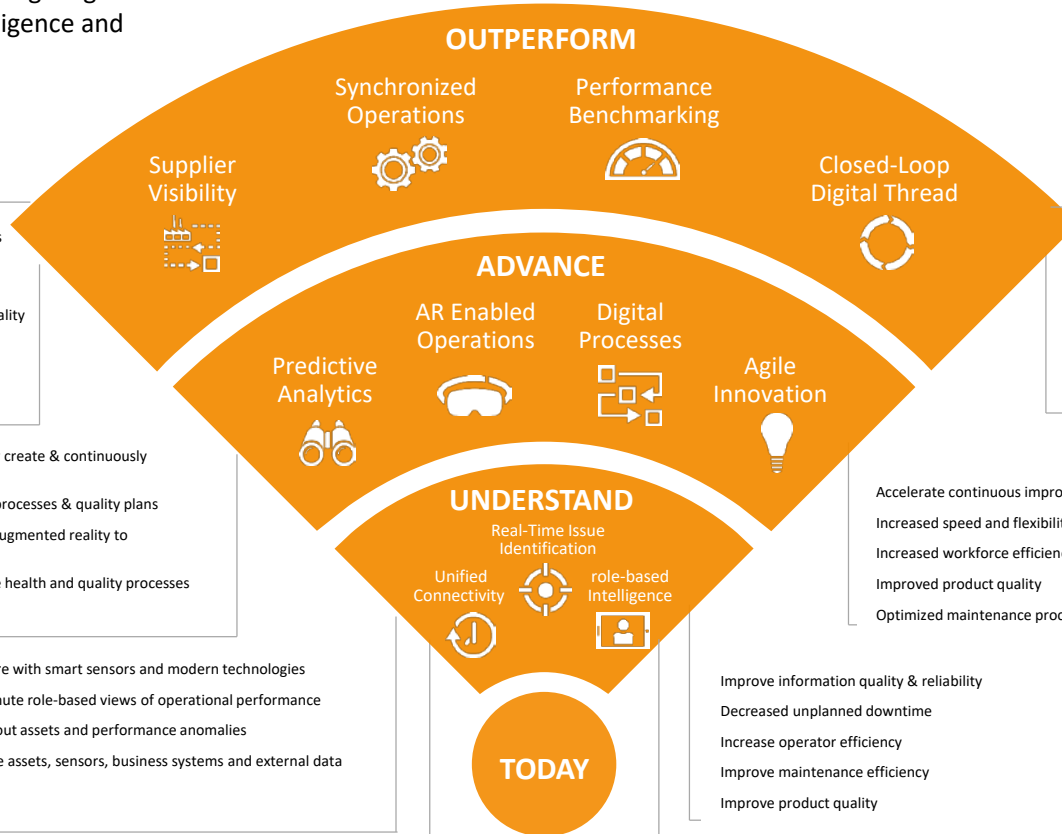 ligence and
OUTPERFORM
Synchronized
Operations
Performance
Benchmarking
Supplier
Visibility
Closed-Loop
Digital Thread
ADVANCE
AR Enabled
Operations
Digital
Processes
Predictive
Analytics
Agile
Innovation
create & continuously
processes & quality plans
augmented reality to
health and quality processes
UNDERSTAND
Real-Time Issue
Identification
Unified
Connectivity
role-based
Intelligence
Accelerate continuous impro
Increased speed and flexibili
Increased workforce efficien
Improved product quality
Optimized maintenance proc
re with smart sensors and modern technologies
nute role-based views of operational performance
out assets and performance anomalies
e assets, sensors, business systems and external data
Improve information quality & reliability
Decreased unplanned downtime
Increase operator efficiency
Improve maintenance efficiency
Improve product quality
TODAY